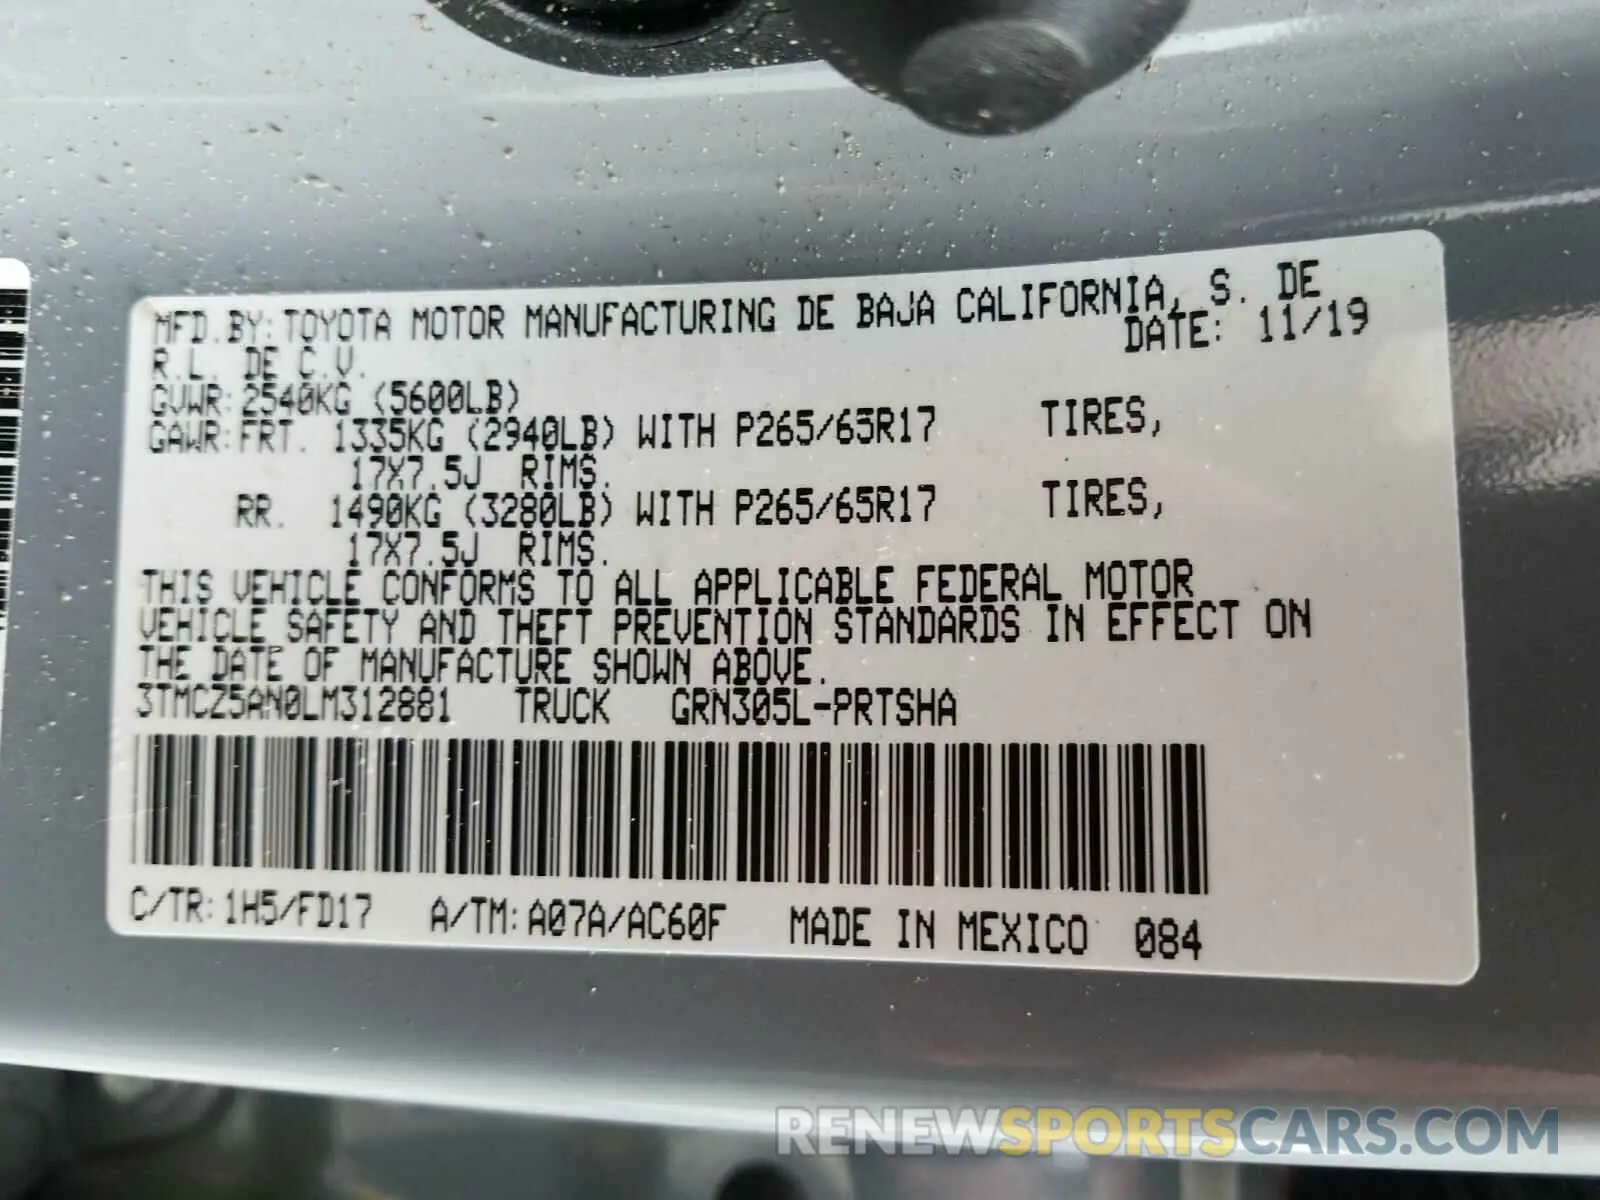 MFD.BY:TOYOTA MOTOR MANUFACTURING DE BAJA CALIFORNIA, S. DE
R.L. DE C.V. DATE: 11/19
GVWR:2540KG (5600LB)
GAWR:FRT. 1335KG (2940LB) WITH P265/65R17 TIRES,
17X7.5J RIMS.
RR. 1490KG (3280LB) WITH P265/65R17 TIRES,
17X7.5J RIMS.
THIS VEHICLE CONFORMS TO ALL APPLICABLE FEDERAL MOTOR
VEHICLE SAFETY AND THEFT PREVENTION STANDARDS IN EFFECT ON
THE DATE OF MANUFACTURE SHOWN ABOVE.
3TMCZ5AN0LM312881 TRUCK GRN305L-PRTSHA
C/TR:1H5/FD17 A/TM:A07A/AC60F MADE IN MEXICO 084
RENEWSPORTSCARS.COM